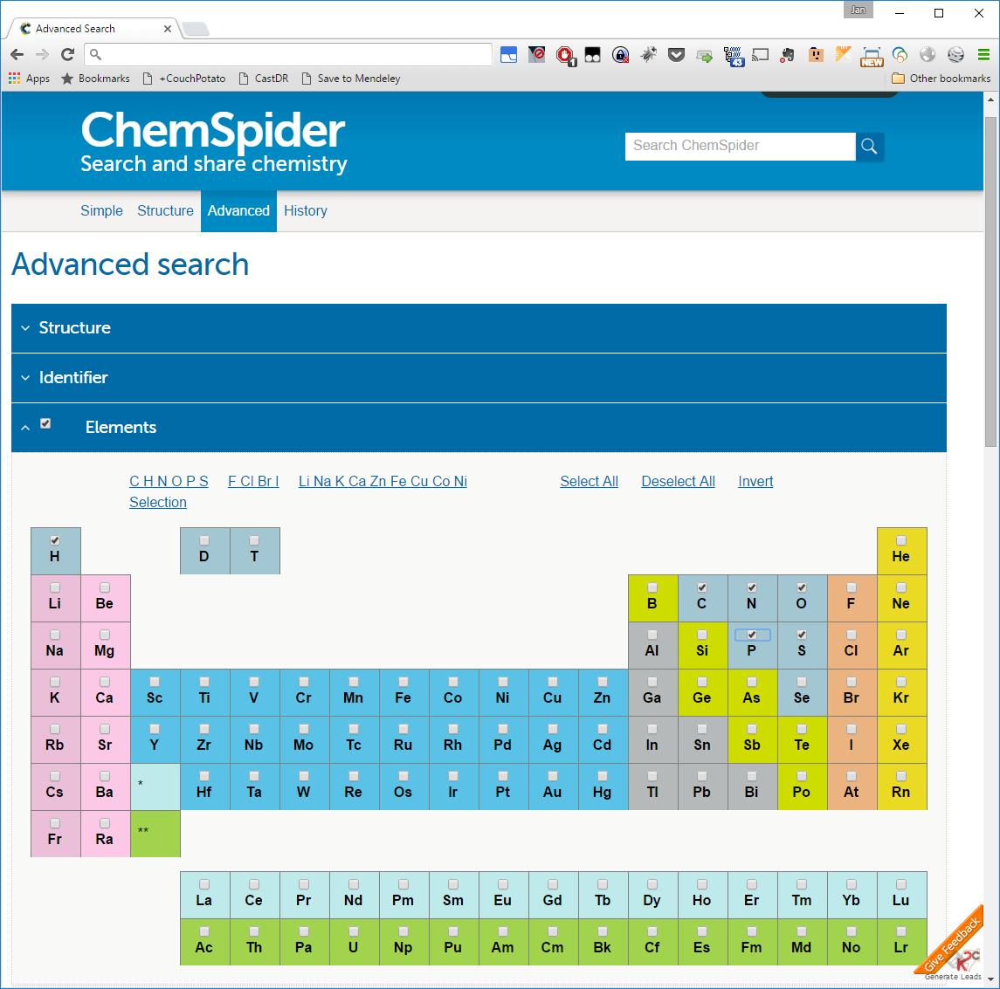 Jan
Advanced Search
1 43 NEW
Apps Bookmarks +CouchPotato CastDR Save to Mendeley Other bookmarks
ChemSpider
Search and share chemistry
Search ChemSpider
Simple Structure Advanced History
Advanced search
Structure
Identifier
Elements
C H N O P S F Cl Br I Li Na K Ca Zn Fe Cu Co Ni Select All Deselect All Invert
Selection
H D T He
Li Be B C N O F Ne
Na Mg Al Si P S Cl Ar
K Ca Sc Ti V Cr Mn Fe Co Ni Cu Zn Ga Ge As Se Br Kr
Rb Sr Y Zr Nb Mo Tc Ru Rh Pd Ag Cd In Sn Sb Te I Xe
Cs Ba * Hf Ta W Re Os Ir Pt Au Hg Tl Pb Bi Po At Rn
Fr Ra **
La Ce Pr Nd Pm Sm Eu Gd Tb Dy Ho Er Tm Yb Lu
Ac Th Pa U Np Pu Am Cm Bk Cf Es Fm Md No Lr
Give Feedback
K2C
Generate Leads